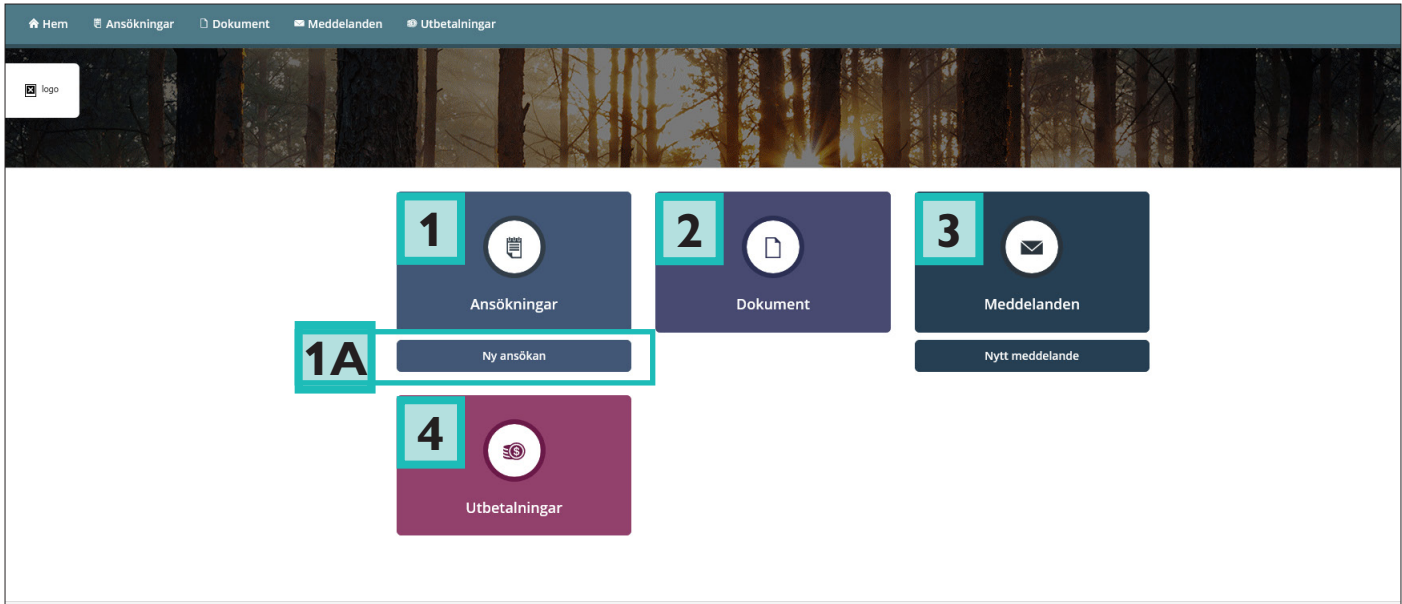 Hem Ansökningar Dokument Meddelanden Utbetalningar
logo
1 2 3
Ansökningar Dokument Meddelanden
1A Ny ansökan Nytt meddelande
4
Utbetalningar